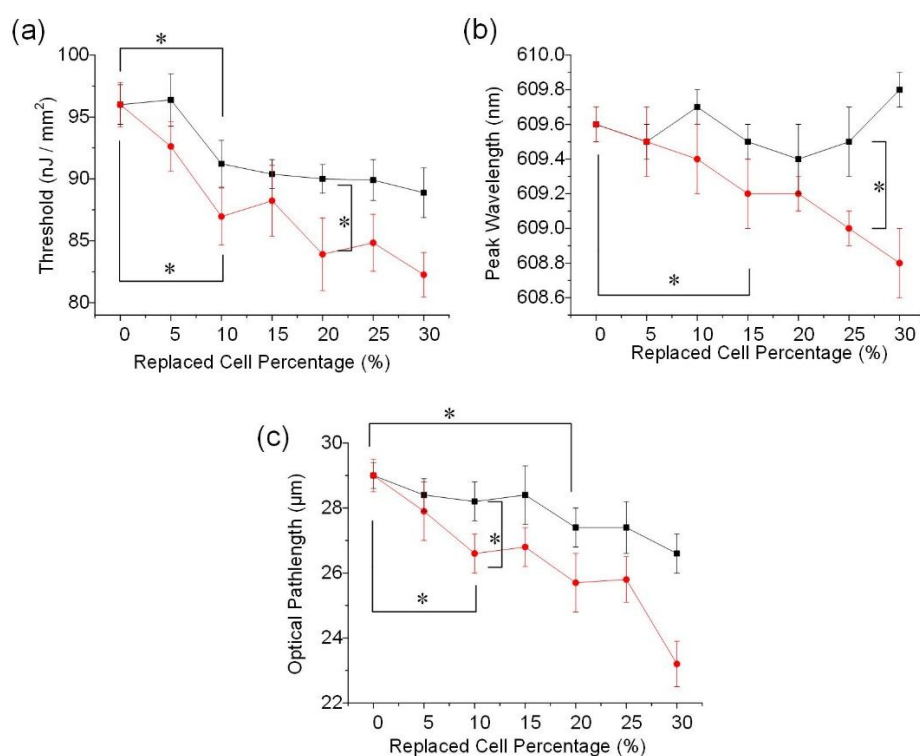 (a)
*
100
95
90
85
80
Threshold (nJ / mm²)
*
*
0 5 10 15 20 25 30
Replaced Cell Percentage (%)
(b)
610.0
609.8
609.6
609.4
609.2
609.0
608.8
608.6
Peak Wavelength (nm)
*
*
0 5 10 15 20 25 30
Replaced Cell Percentage (%)
(c)
*
30
28
26
24
22
Optical Pathlength (µm)
*
*
0 5 10 15 20 25 30
Replaced Cell Percentage (%)